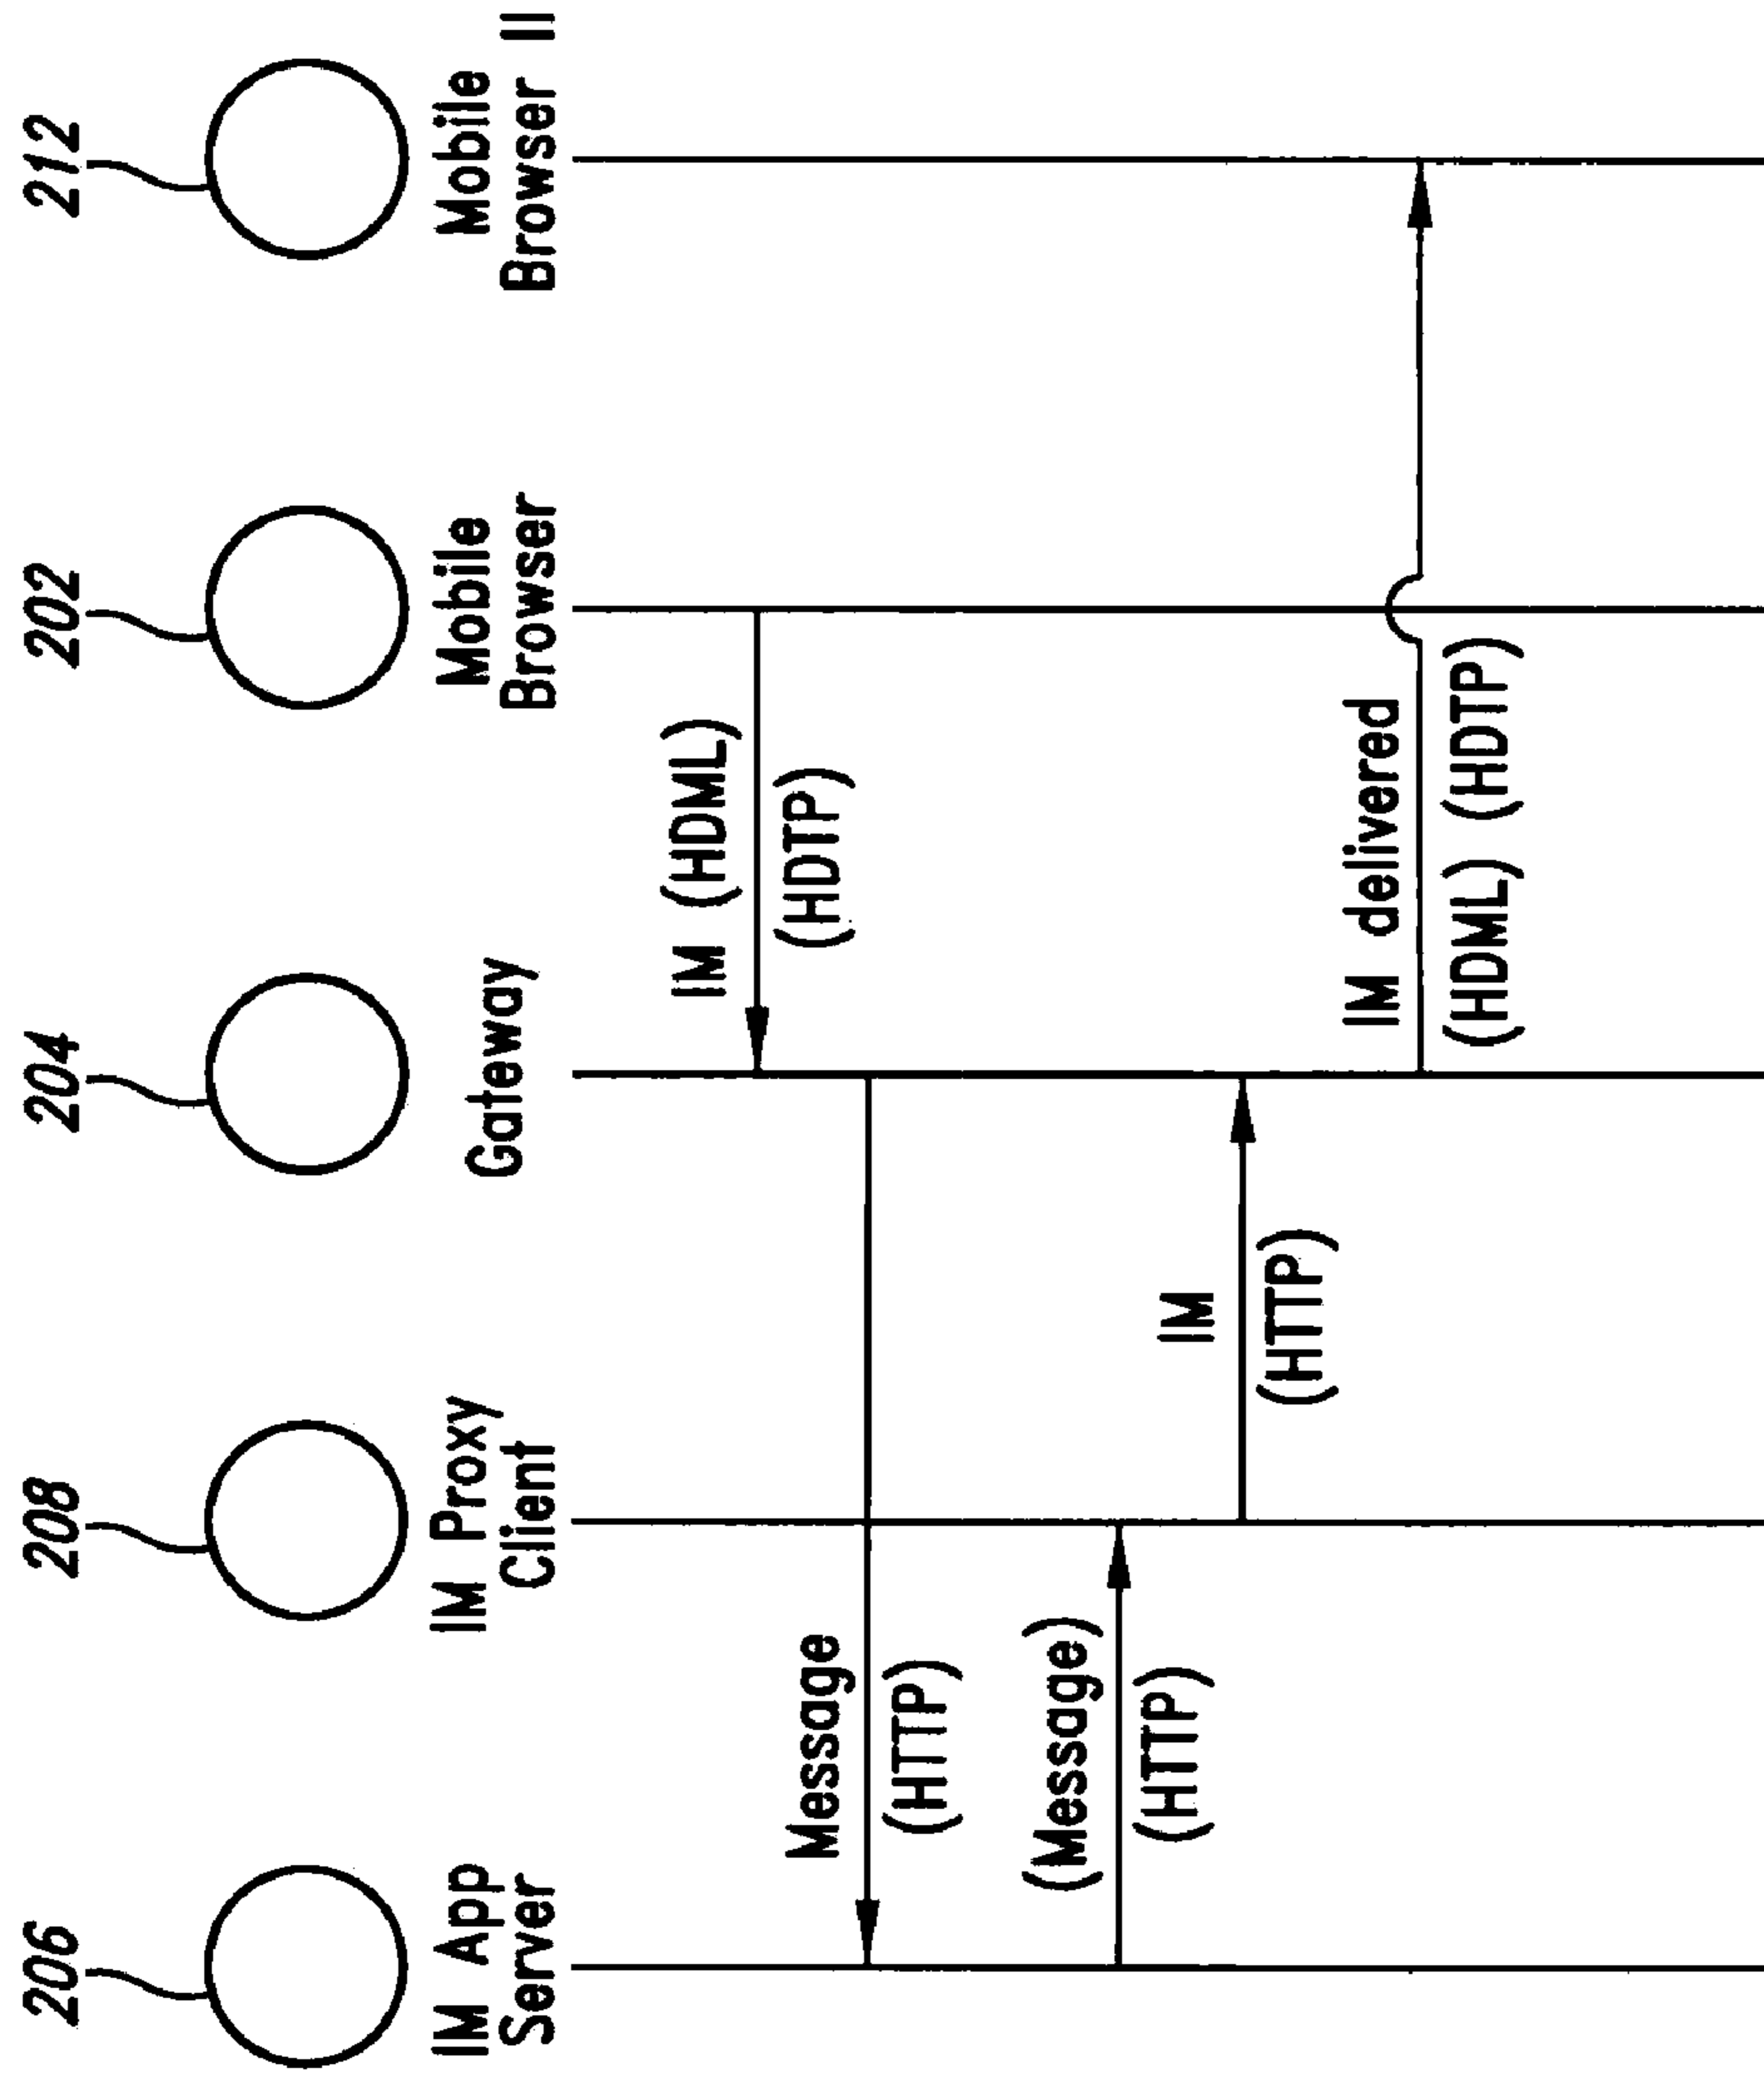 206
208
204
202
212
IM App
Server
IM Proxy
Client
Gateway
Mobile
Browser
Mobile
Browser II
IM (HDML)
(HDTP)
Message
(HTTP)
(Message)
(HTTP)
IM
(HTTP)
IM delivered
(HDML) (HDTP)